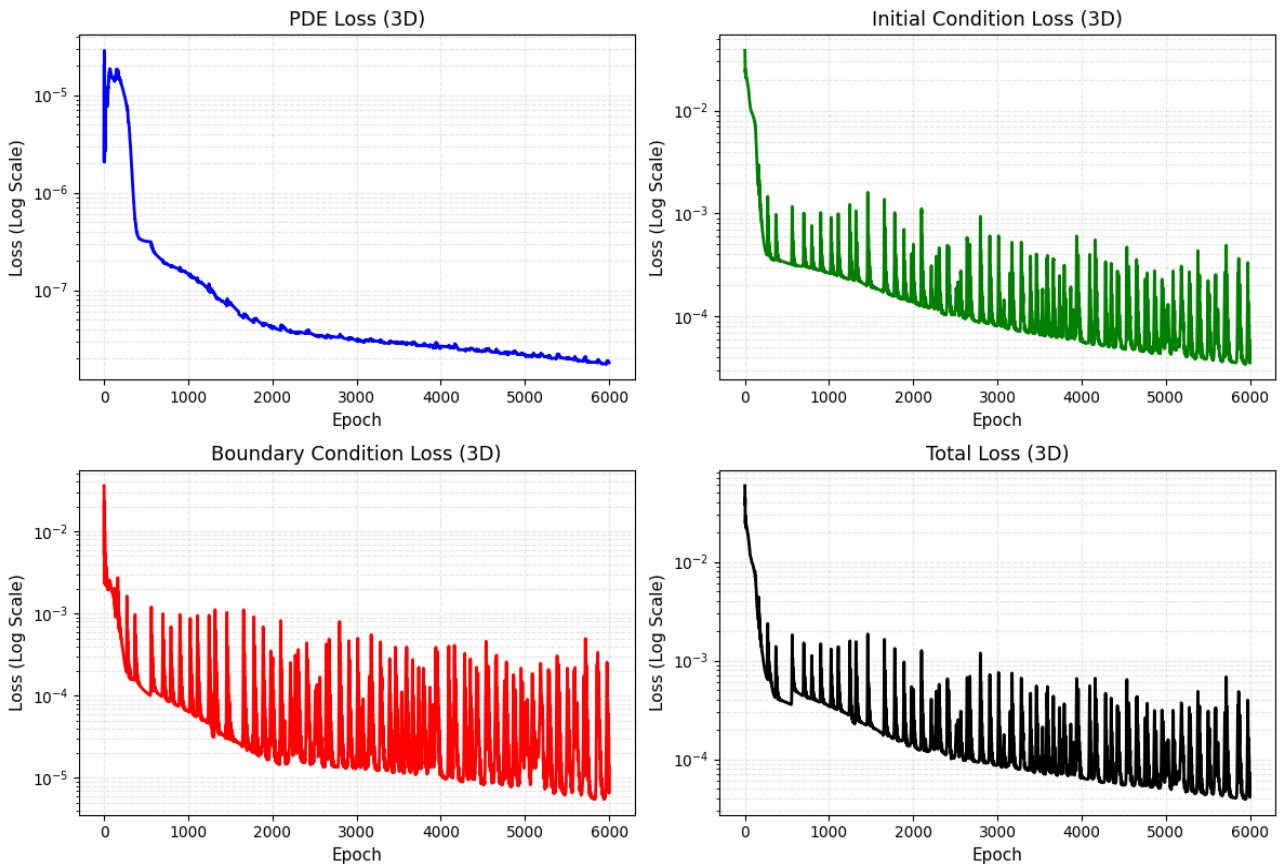 PDE Loss (3D)
Loss (Log Scale)
10⁻⁵
10⁻⁶
10⁻⁷
0 1000 2000 3000 4000 5000 6000
Epoch
Initial Condition Loss (3D)
Loss (Log Scale)
10⁻²
10⁻³
10⁻⁴
0 1000 2000 3000 4000 5000 6000
Epoch
Boundary Condition Loss (3D)
Loss (Log Scale)
10⁻²
10⁻³
10⁻⁴
10⁻⁵
0 1000 2000 3000 4000 5000 6000
Epoch
Total Loss (3D)
Loss (Log Scale)
10⁻²
10⁻³
10⁻⁴
0 1000 2000 3000 4000 5000 6000
Epoch